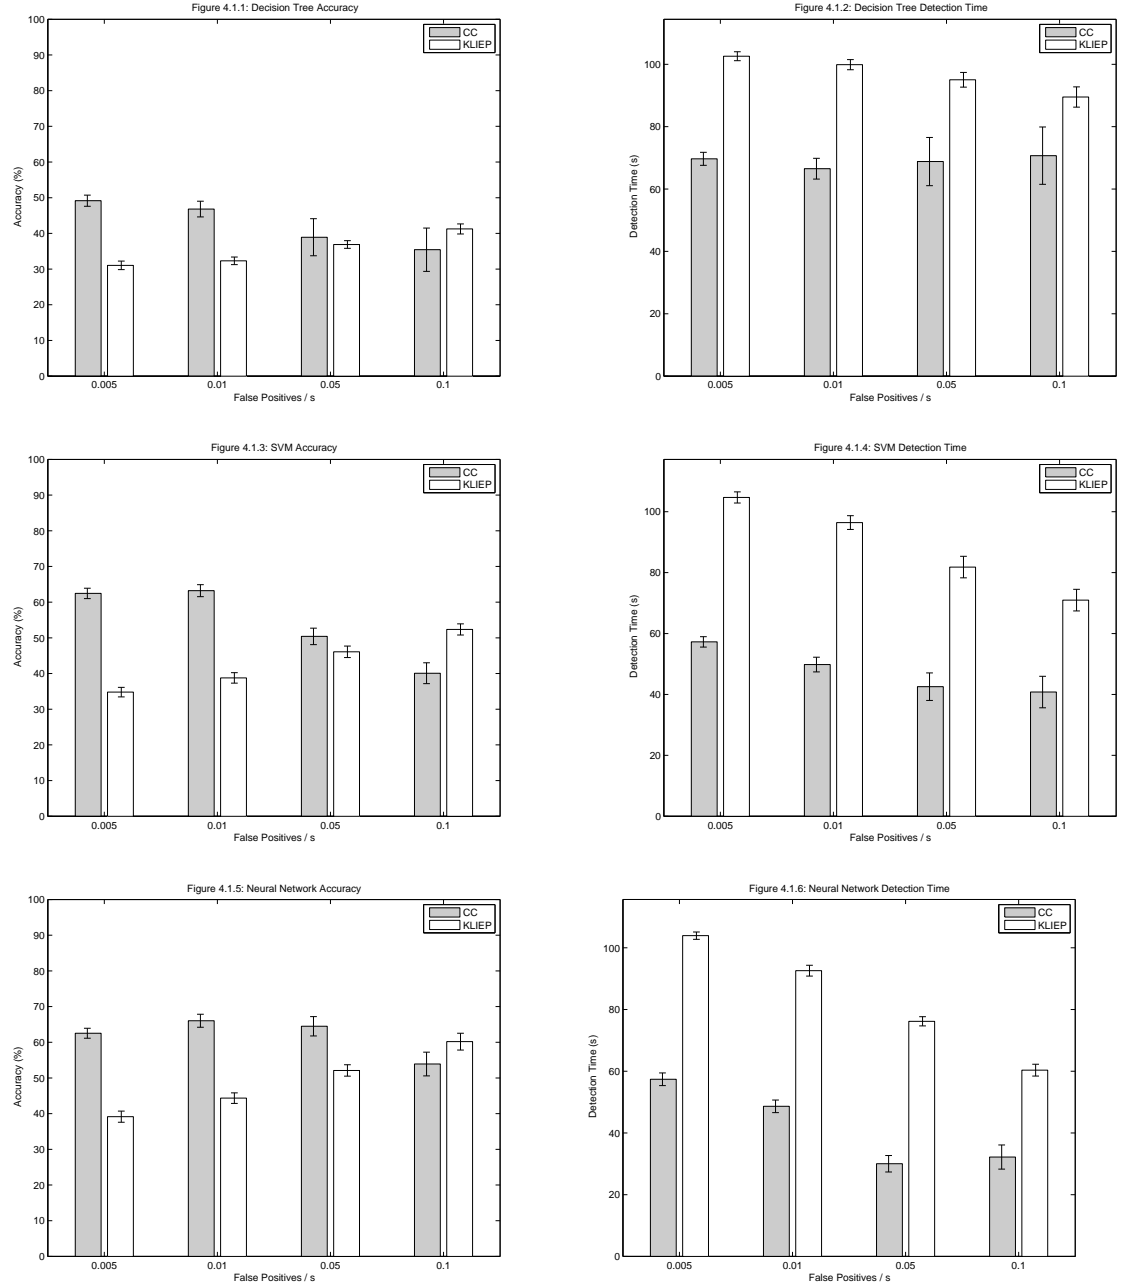 Figure 4.1.1: Decision Tree Accuracy
CC
KLIEP
100
90
80
70
60
50
40
30
20
10
0
Accuracy (%)
0.005 0.01 0.05 0.1
False Positives / s
Figure 4.1.2: Decision Tree Detection Time
CC
KLIEP
100
80
60
40
20
0
Detection Time (s)
0.005 0.01 0.05 0.1
False Positives / s
Figure 4.1.3: SVM Accuracy
CC
KLIEP
100
90
80
70
60
50
40
30
20
10
0
Accuracy (%)
0.005 0.01 0.05 0.1
False Positives / s
Figure 4.1.4: SVM Detection Time
CC
KLIEP
100
80
60
40
20
0
Detection Time (s)
0.005 0.01 0.05 0.1
False Positives / s
Figure 4.1.5: Neural Network Accuracy
CC
KLIEP
100
90
80
70
60
50
40
30
20
10
0
Accuracy (%)
0.005 0.01 0.05 0.1
False Positives / s
Figure 4.1.6: Neural Network Detection Time
CC
KLIEP
100
80
60
40
20
0
Detection Time (s)
0.005 0.01 0.05 0.1
False Positives / s